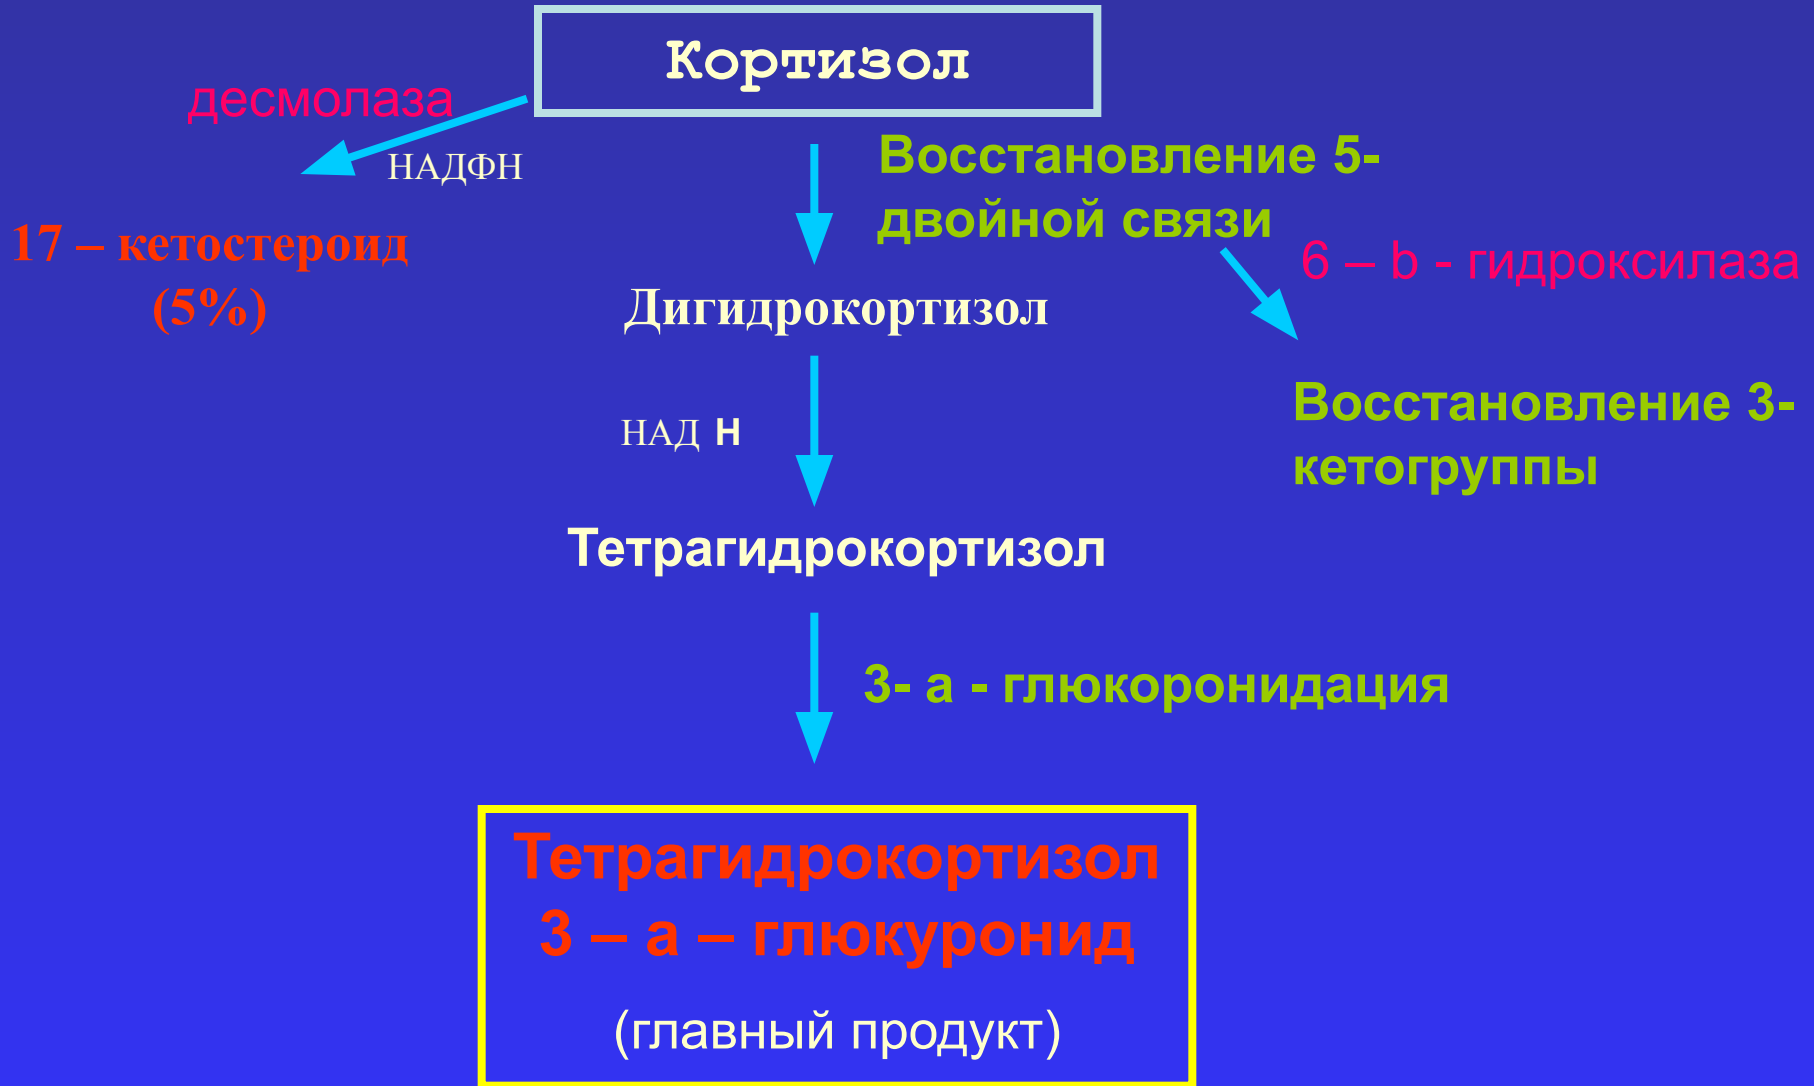 Кортизол
десмолаза
НАДФН
17 – кетостероид
(5%)
Восстановление 5-
двойной связи
6 – b - гидроксилаза
Дигидрокортизол
Восстановление 3-
кетогруппы
НАД Н
Тетрагидрокортизол
3- а - глюкоронидация
Тетрагидрокортизол
3 – а – глюкуронид
(главный продукт)